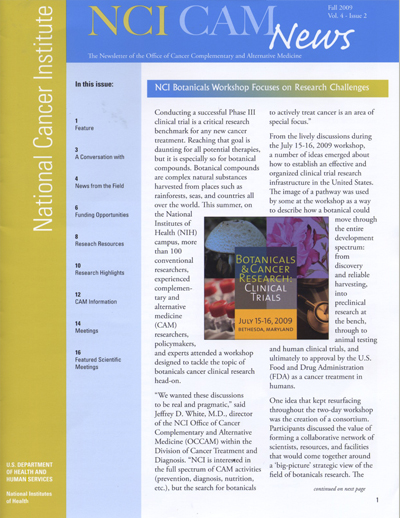 NCI CAM News
Fall 2009
Vol. 4 - Issue 2
The Newsletter of the Office of Cancer Complementary and Alternative Medicine
National Cancer Institute
In this issue:
1
Feature
3
A Conversation with
4
News from the Field
6
Funding Opportunities
8
Reseach Resources
10
Research Highlights
12
CAM Information
14
Meetings
16
Featured Scientific
Meetings
U.S. DEPARTMENT
OF HEALTH AND
HUMAN SERVICES
National Institutes
of Health
NCI Botanicals Workshop Focuses on Research Challenges
Conducting a successful Phase III
clinical trial is a critical research
benchmark for any new cancer
treatment. Reaching that goal is
daunting for all potential therapies,
but it is especially so for botanical
compounds. Botanical compounds
are complex natural substances
harvested from places such as
rainforests, seas, and countries all
over the world. This summer, on
the National
Institutes of
Health (NIH)
campus, more
than 100
conventional
researchers,
experienced
complemen-
tary and
alternative
medicine
(CAM)
researchers,
policymakers,
and experts attended a workshop
designed to tackle the topic of
botanicals cancer clinical research
head-on.
"We wanted these discussions
to be real and pragmatic," said
Jeffrey D. White, M.D., director
of the NCI Office of Cancer
Complementary and Alternative
Medicine (OCCAM) within the
Division of Cancer Treatment and
Diagnosis. "NCI is interested in
the full spectrum of CAM activities
(prevention, diagnosis, nutrition,
etc.), but the search for botanicals
to actively treat cancer is an area of
special focus."
From the lively discussions during
the July 15-16, 2009 workshop,
a number of ideas emerged about
how to establish an effective and
organized clinical trial research
infrastructure in the United States.
The image of a pathway was used
by some at the workshop as a way
to describe how a botanical could
move through
the entire
development
spectrum:
from
discovery
and reliable
harvesting,
into
preclinical
research at
the bench,
through to
animal testing
and human clinical trials, and
ultimately to approval by the U.S.
Food and Drug Administration
(FDA) as a cancer treatment in
humans.
One idea that kept resurfacing
throughout the two-day workshop
was the creation of a consortium.
Participants discussed the value of
forming a collaborative network of
scientists, resources, and facilities
that would come together around
a 'big-picture' strategic view of the
field of botanicals research. The
continued on next page
BOTANICALS
& CANCER
RESEARCH:
CLINICAL
TRIALS
JULY 15-16, 2009
BETHESDA, MARYLAND
1